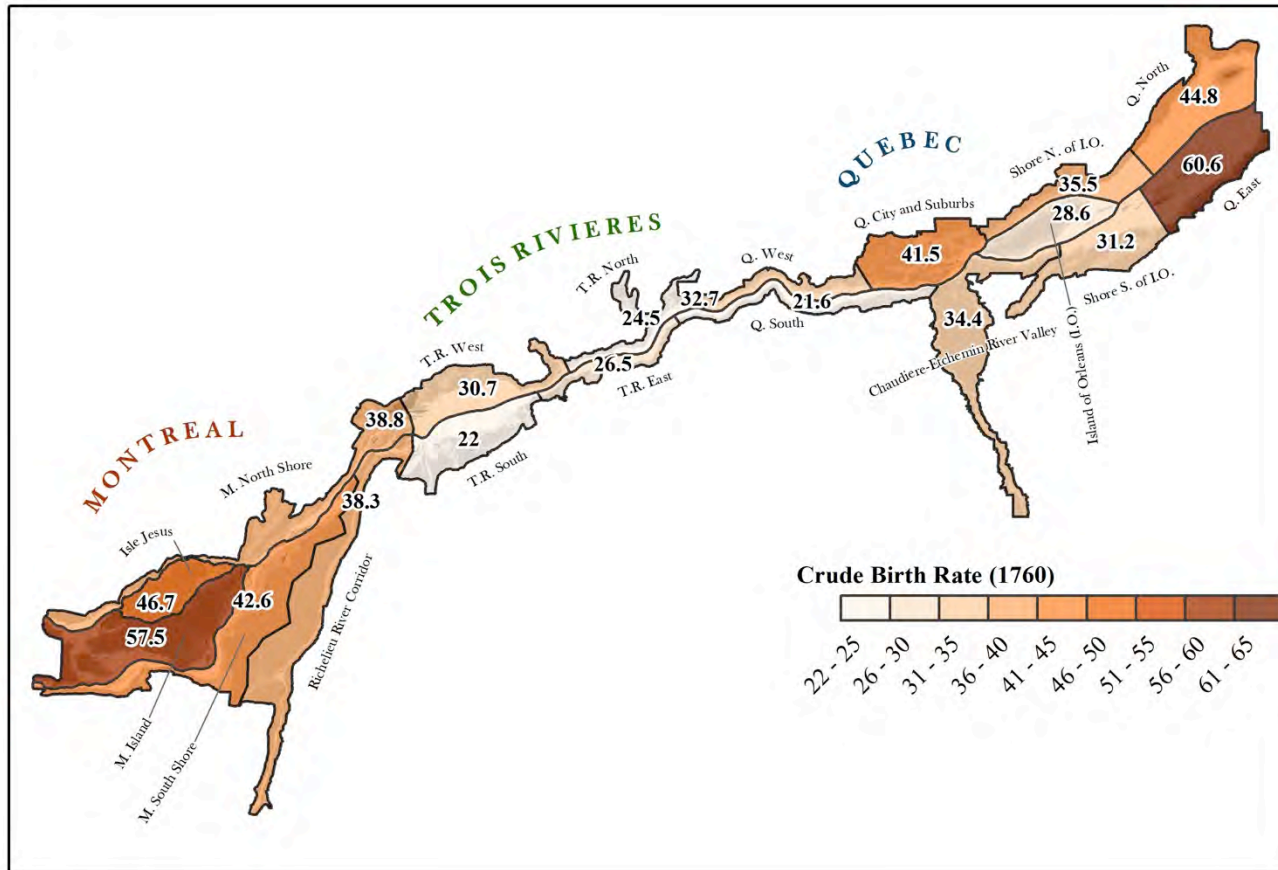 Q. North
44.8
QUEBEC
Shore N. of I.O.
60.6
35.5
Q. East
Q. City and Suburbs
28.6
TROIS RIVIERES
31.2
41.5
T.R. North
Q. West
Shore S. of I.O.
32.7
21.6
24.5
Q. South
34.4
Chaudiere-Etchemin River Valley
Island of Orleans (I.O.)
T.R. West
26.5
T.R. East
30.7
38.8
22
MONTREAL
T.R. South
M. North Shore
38.3
Isle Jesus
46.7
42.6
57.5
Richelieu River Corridor
M. Island
M. South Shore
Crude Birth Rate (1760)
22 - 25
26 - 30
31 - 35
36 - 40
41 - 45
46 - 50
51 - 55
56 - 60
61 - 65